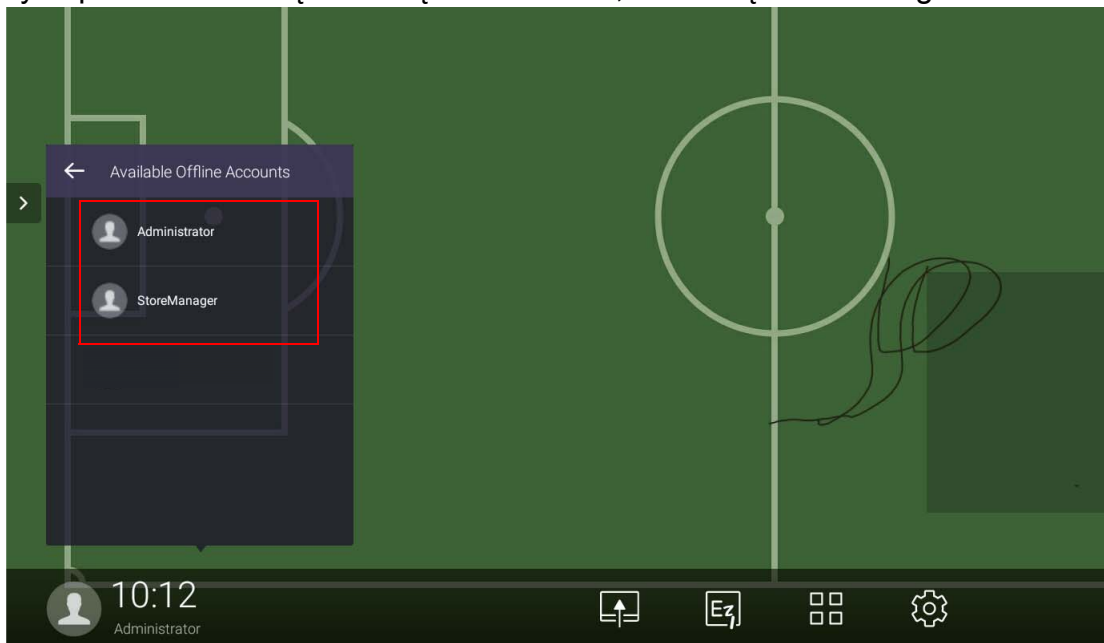 Available Offline Accounts
Administrator
StoreManager
10:12
Administrator